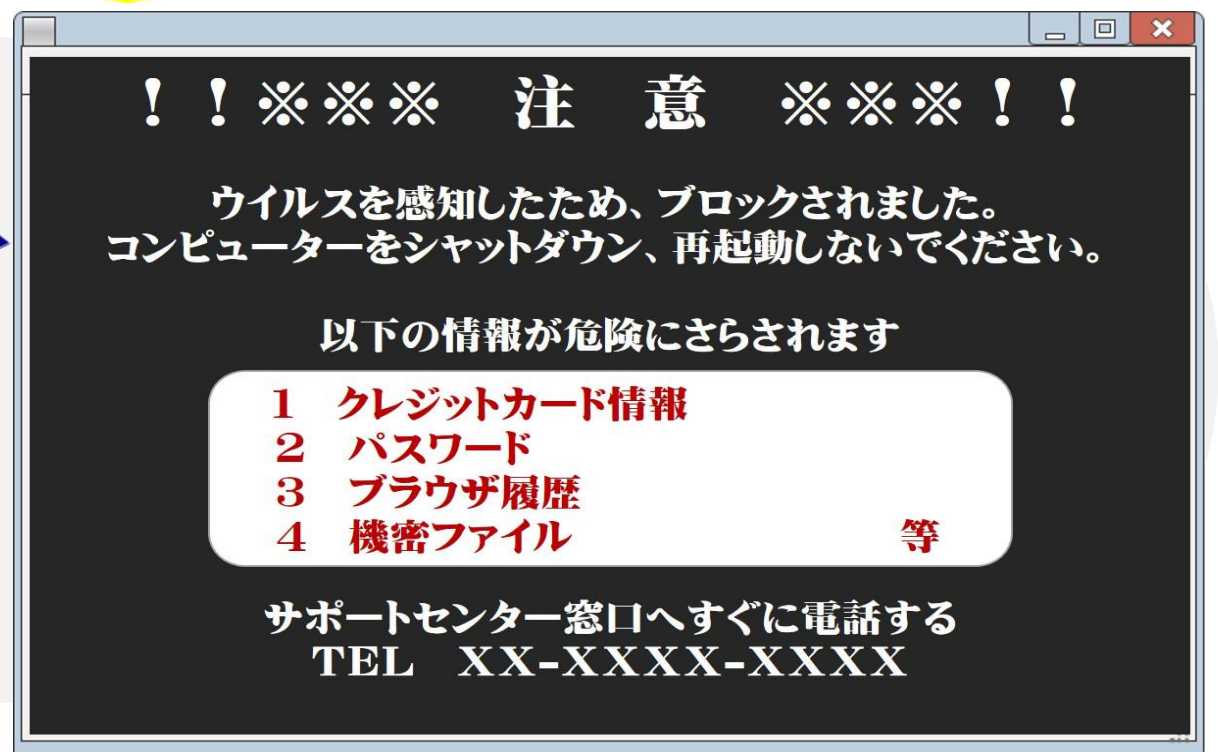 ！！※※※　注　意　※※※！！
ウイルスを感知したため、ブロックされました。
コンピューターをシャットダウン、再起動しないでください。
以下の情報が危険にさらされます
1　クレジットカード情報
2　パスワード
3　ブラウザ履歴
4　機密ファイル　等
サポートセンター窓口へすぐに電話する
TEL　XX-XXXX-XXXX